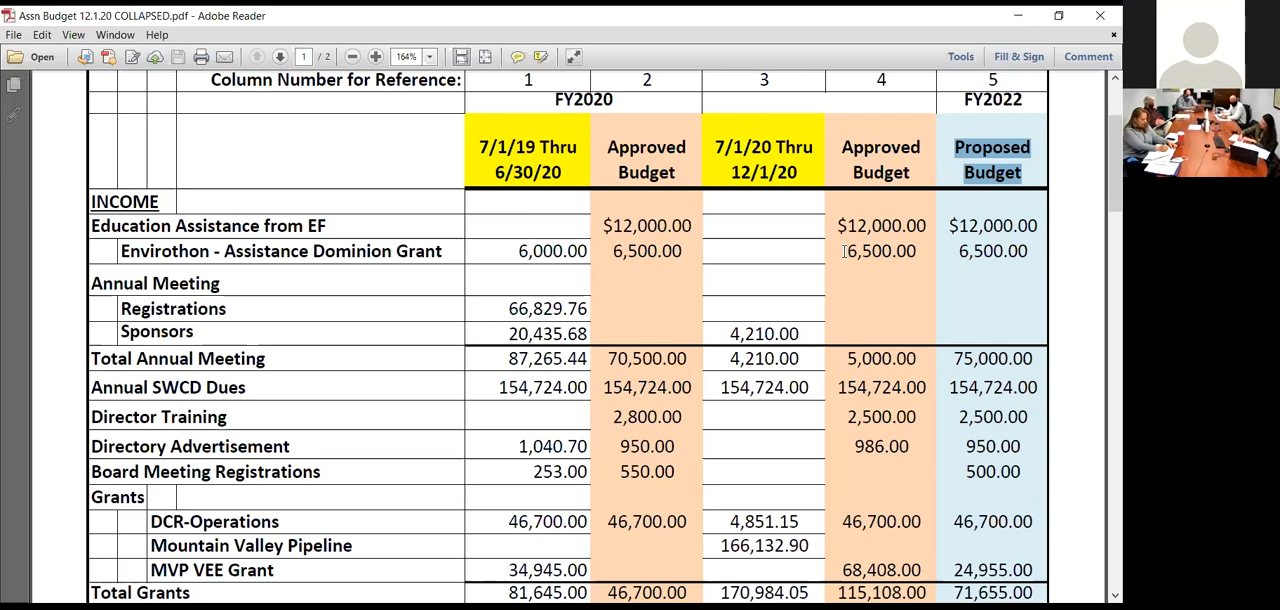 Assn Budget 12.1.20 COLLAPSED.pdf - Adobe Reader
File Edit View Window Help
Open 1 / 2 164% Tools Fill & Sign Comment
Column Number for Reference: 1 2 3 4 5
FY2020 FY2022
7/1/19 Thru Approved 7/1/20 Thru Approved Proposed
6/30/20 Budget 12/1/20 Budget Budget
INCOME
Education Assistance from EF $12,000.00 $12,000.00 $12,000.00
Envirothon - Assistance Dominion Grant 6,000.00 6,500.00 6,500.00 6,500.00
Annual Meeting
Registrations 66,829.76
Sponsors 20,435.68 4,210.00
Total Annual Meeting 87,265.44 70,500.00 4,210.00 5,000.00 75,000.00
Annual SWCD Dues 154,724.00 154,724.00 154,724.00 154,724.00 154,724.00
Director Training 2,800.00 2,500.00 2,500.00
Directory Advertisement 1,040.70 950.00 986.00 950.00
Board Meeting Registrations 253.00 550.00 500.00
Grants
DCR-Operations 46,700.00 46,700.00 4,851.15 46,700.00 46,700.00
Mountain Valley Pipeline 166,132.90
MVP VEE Grant 34,945.00 68,408.00 24,955.00
Total Grants 81,645.00 46,700.00 170,984.05 115,108.00 71,655.00